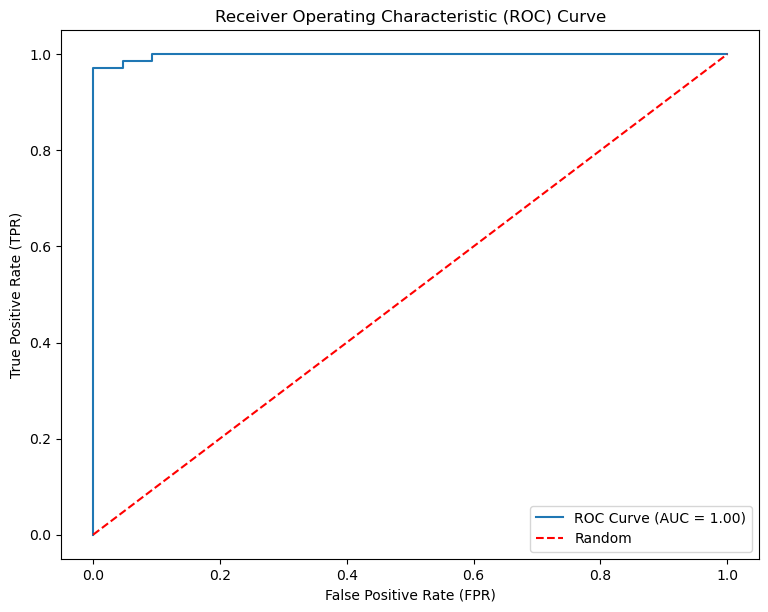 Receiver Operating Characteristic (ROC) Curve
True Positive Rate (TPR)
1.0
0.8
0.6
0.4
0.2
0.0
0.0 0.2 0.4 0.6 0.8 1.0
False Positive Rate (FPR)
ROC Curve (AUC = 1.00)
Random